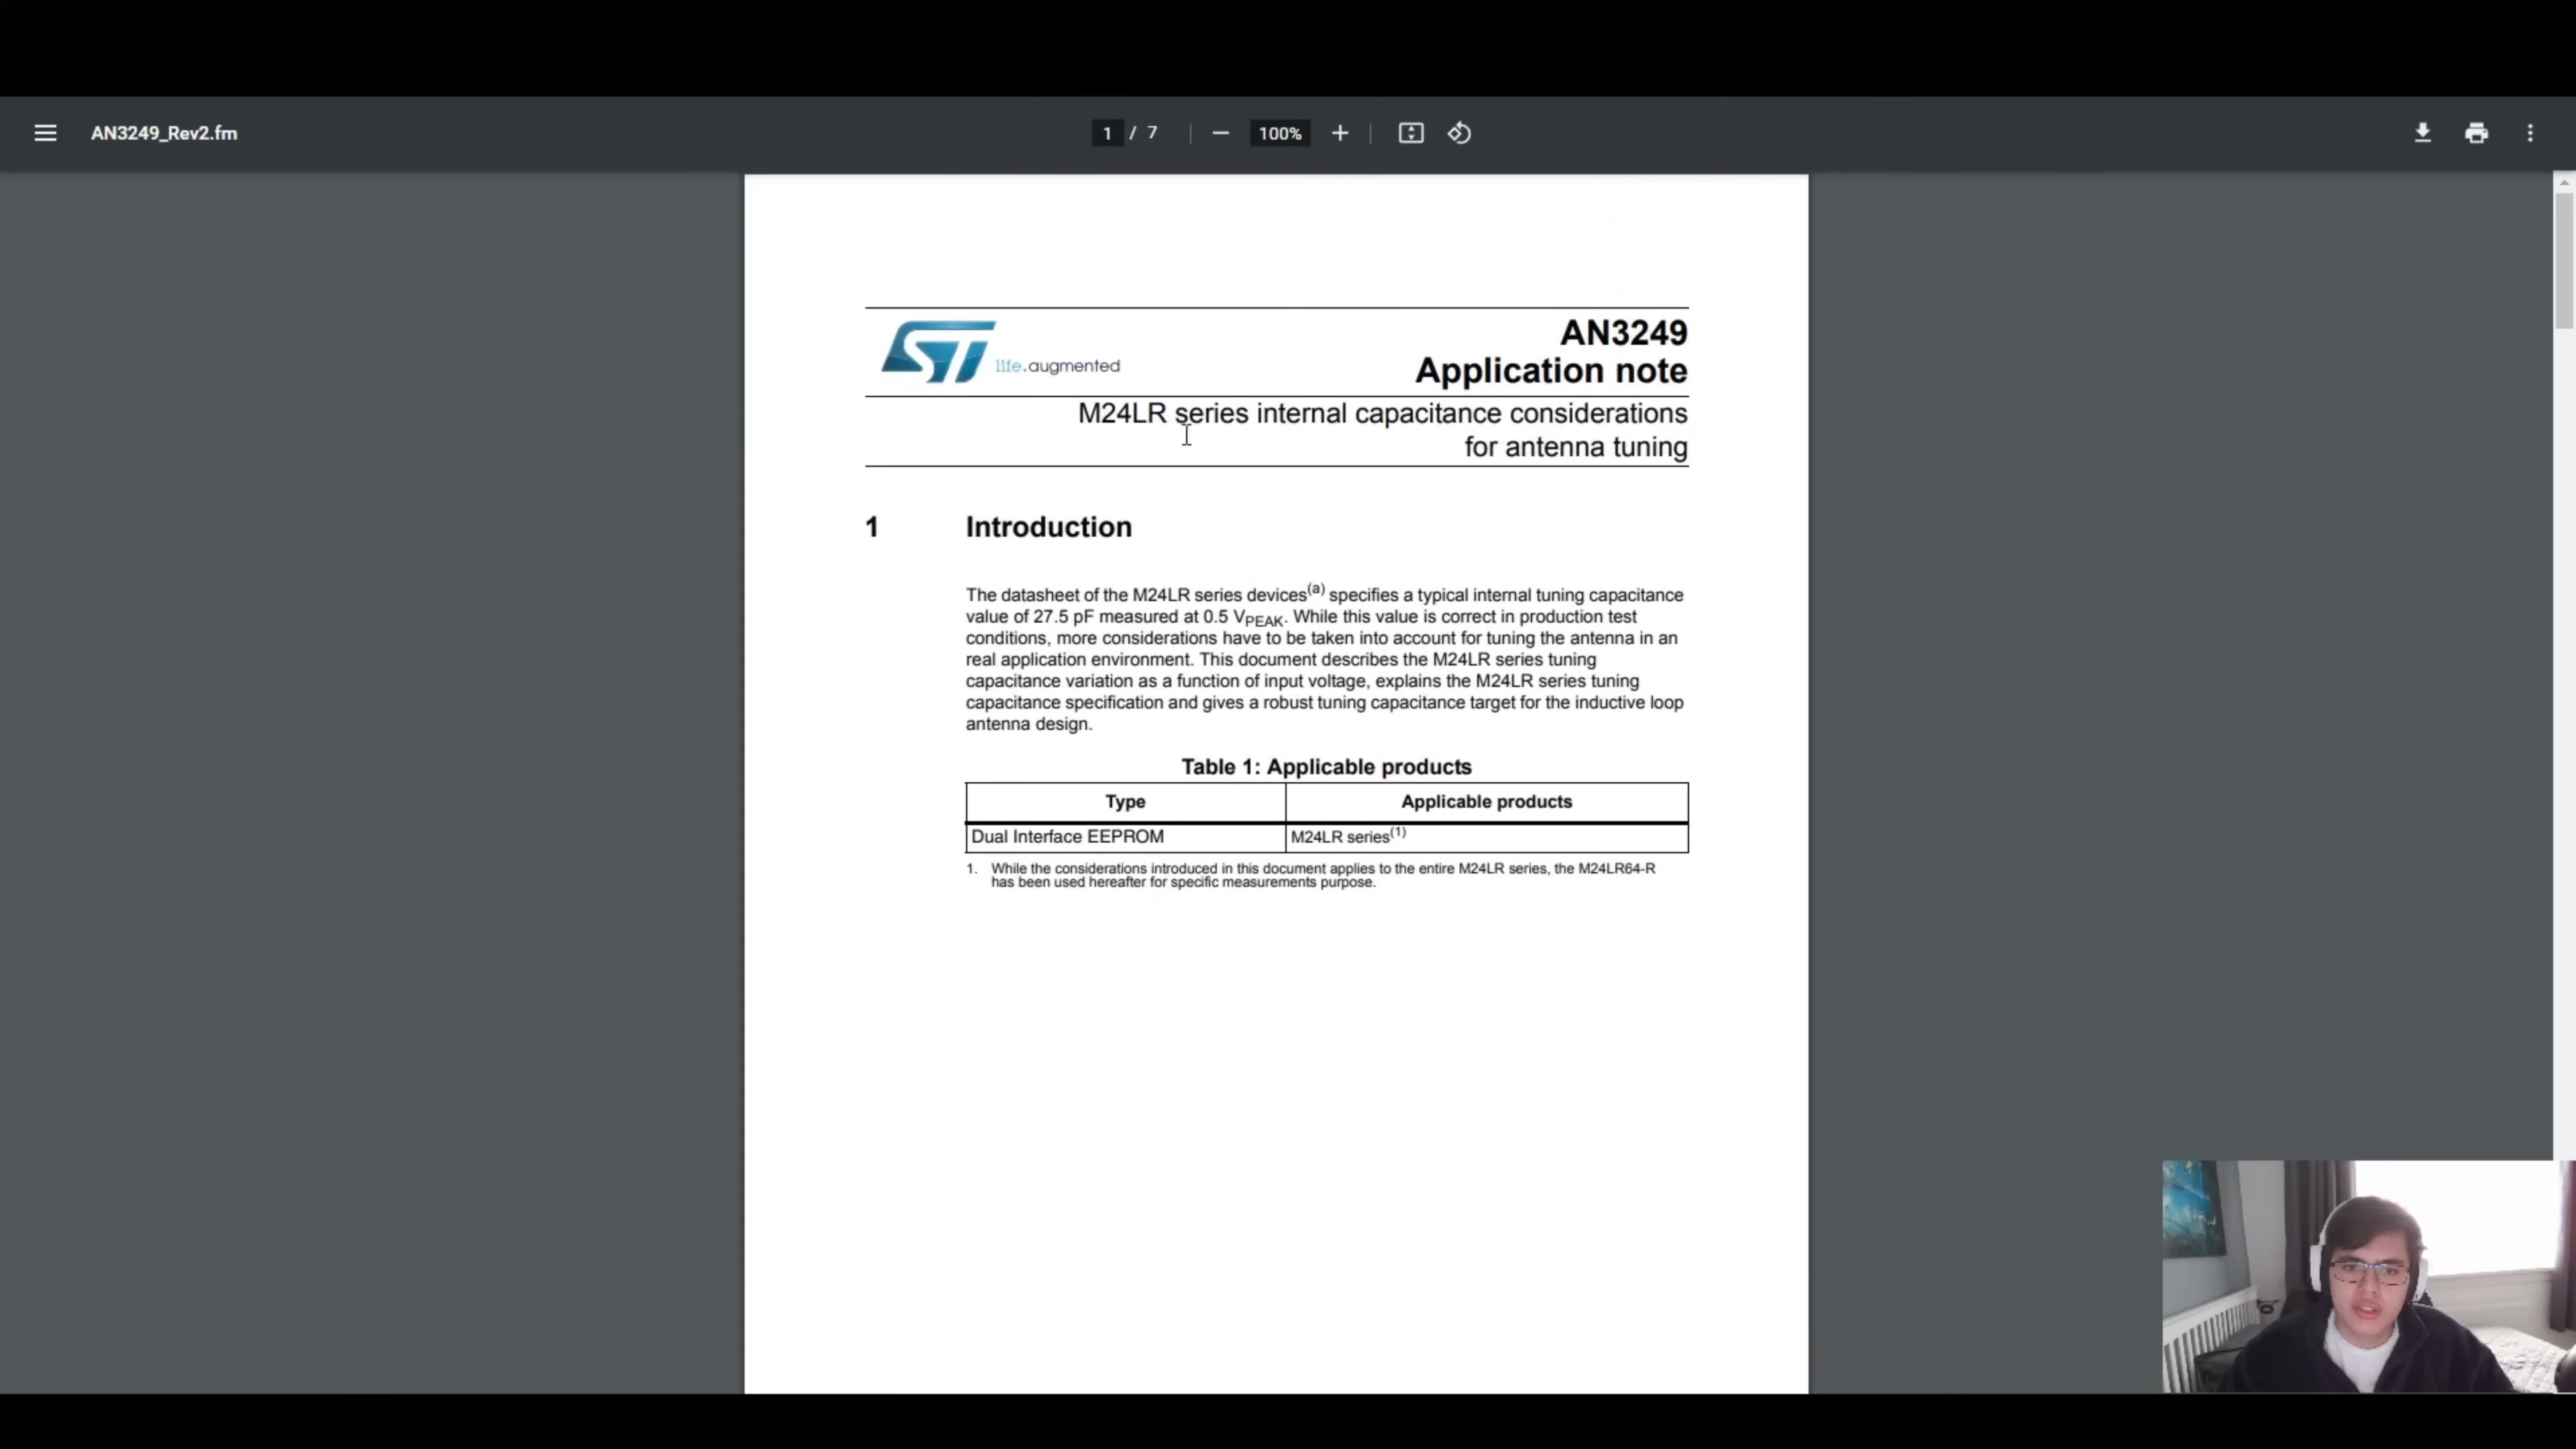 AN3249_Rev2.fm
1 / 7
100%
ST life.augmented
AN3249
Application note
M24LR series internal capacitance considerations
for antenna tuning
1 Introduction
The datasheet of the M24LR series devices(a) specifies a typical internal tuning capacitance
value of 27.5 pF measured at 0.5 VPEAK. While this value is correct in production test
conditions, more considerations have to be taken into account for tuning the antenna in an
real application environment. This document describes the M24LR series tuning
capacitance variation as a function of input voltage, explains the M24LR series tuning
capacitance specification and gives a robust tuning capacitance target for the inductive loop
antenna design.
Table 1: Applicable products
Type Applicable products
Dual Interface EEPROM M24LR series(1)
1. While the considerations introduced in this document applies to the entire M24LR series, the M24LR64-R
has been used hereafter for specific measurements purpose.